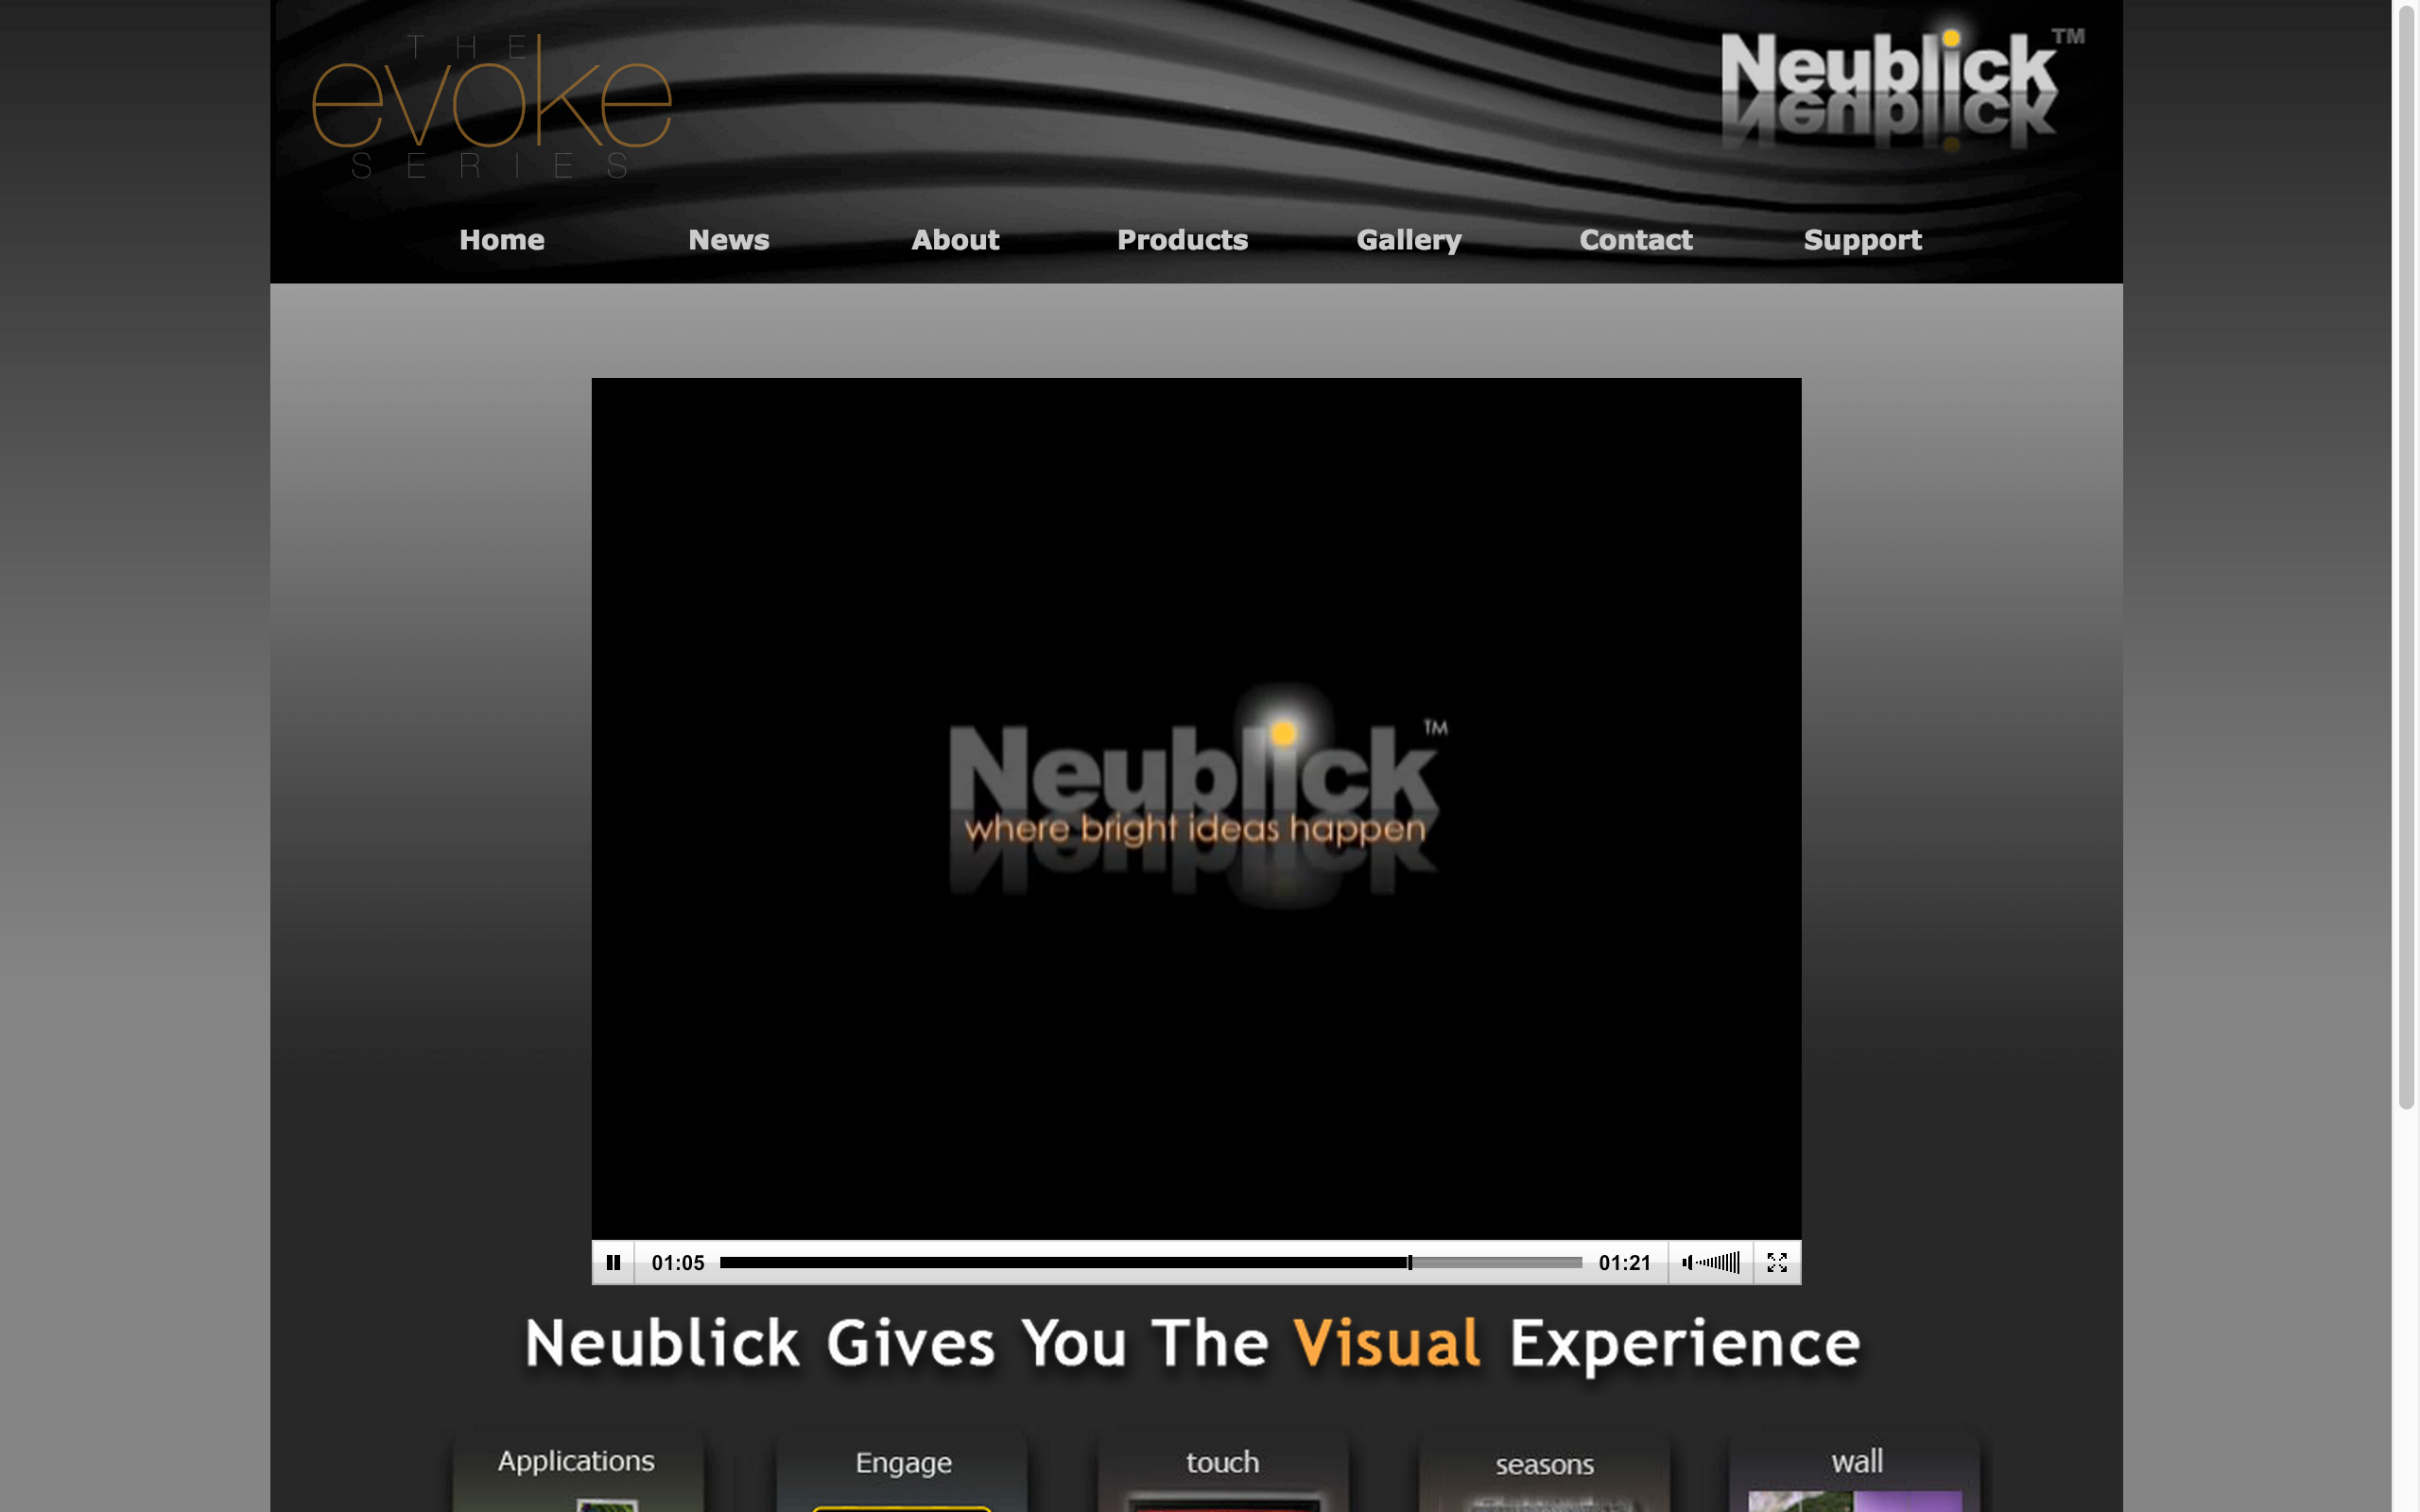 THE
evoke
SERIES
Neublick™
Home News About Products Gallery Contact Support
Neublick™
where bright ideas happen
01:05 01:21
Neublick Gives You The Visual Experience
Applications Engage touch seasons wall